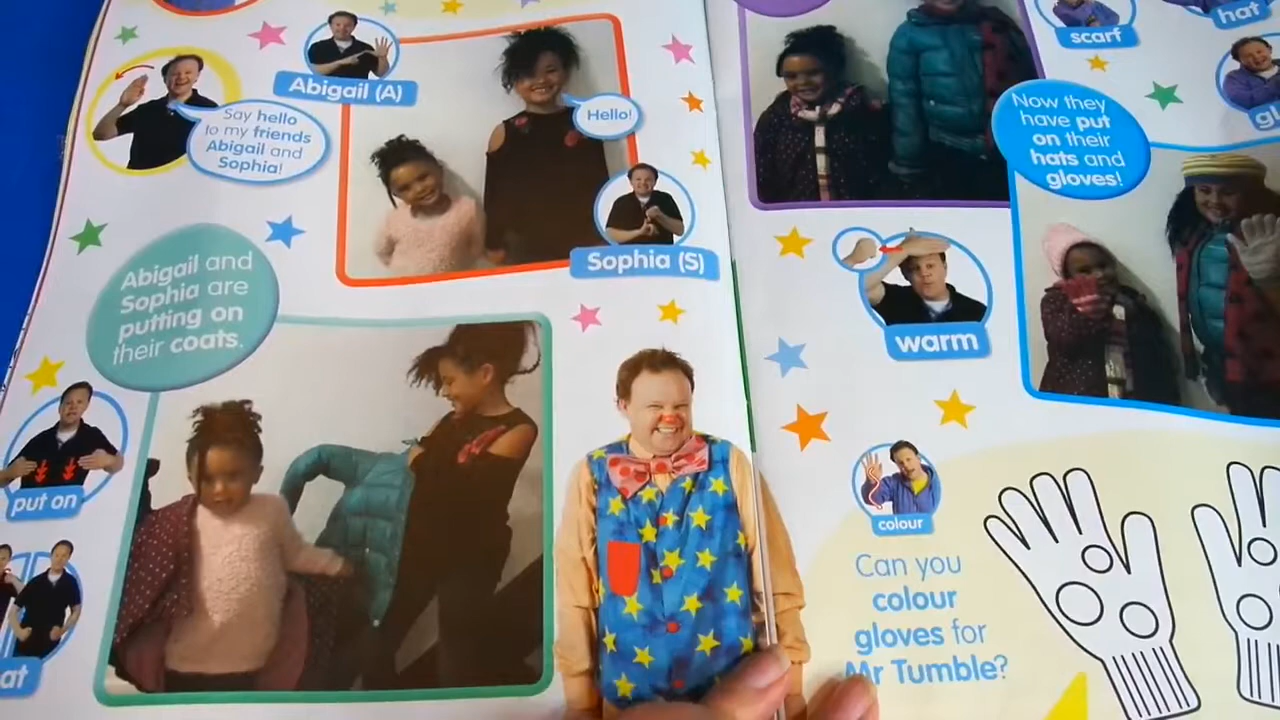 Abigail (A)
Say hello
to my friends
Abigail and
Sophia!
Hello!
Sophia (S)
Abigail and
Sophia are
putting on
their coats.
put on
at
scarf
hat
gl
Now they
have put
on their
hats and
gloves!
warm
colour
Can you
colour
gloves for
Mr Tumble?